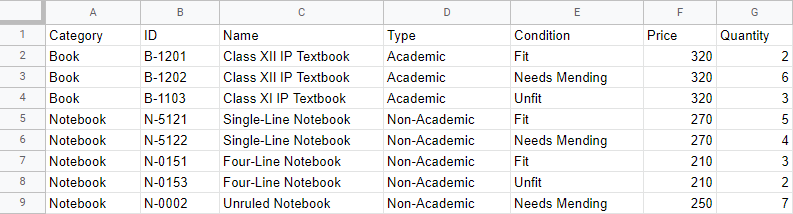 A B C D E F G
1 Category ID Name Type Condition Price Quantity
2 Book B-1201 Class XII IP Textbook Academic Fit 320 2
3 Book B-1202 Class XII IP Textbook Academic Needs Mending 320 6
4 Book B-1103 Class XI IP Textbook Academic Unfit 320 3
5 Notebook N-5121 Single-Line Notebook Non-Academic Fit 270 5
6 Notebook N-5122 Single-Line Notebook Non-Academic Needs Mending 270 4
7 Notebook N-0151 Four-Line Notebook Non-Academic Fit 210 3
8 Notebook N-0153 Four-Line Notebook Non-Academic Unfit 210 2
9 Notebook N-0002 Unruled Notebook Non-Academic Needs Mending 250 7